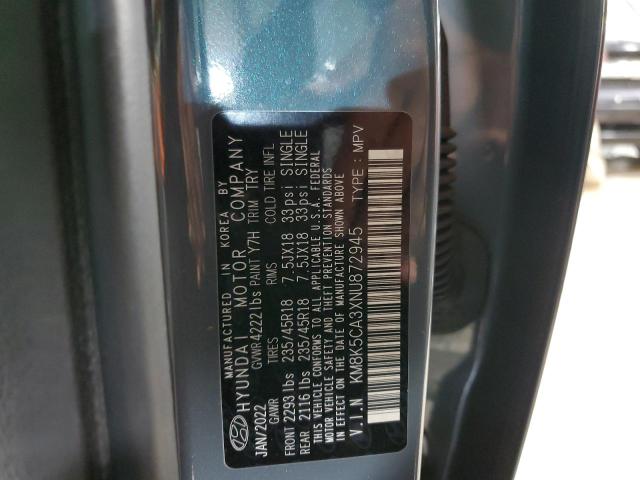 MANUFACTURED IN KOREA BY
HYUNDAI MOTOR COMPANY
JAN/2022 GVWR 4222 lbs PAINT Y7H TRIM TRY
GAWR TIRES RIMS COLD TIRE INFL
FRONT 2293 lbs 235/45R18 7.5JX18 33psi SINGLE
REAR 2116 lbs 235/45R18 7.5JX18 33psi SINGLE
THIS VEHICLE CONFORMS TO ALL APPLICABLE U.S.A. FEDERAL
MOTOR VEHICLE SAFETY AND THEFT PREVENTION STANDARDS
IN EFFECT ON THE DATE OF MANUFACTURE SHOWN ABOVE
V.I.N KM8K5CA3XNU872945 TYPE : MPV